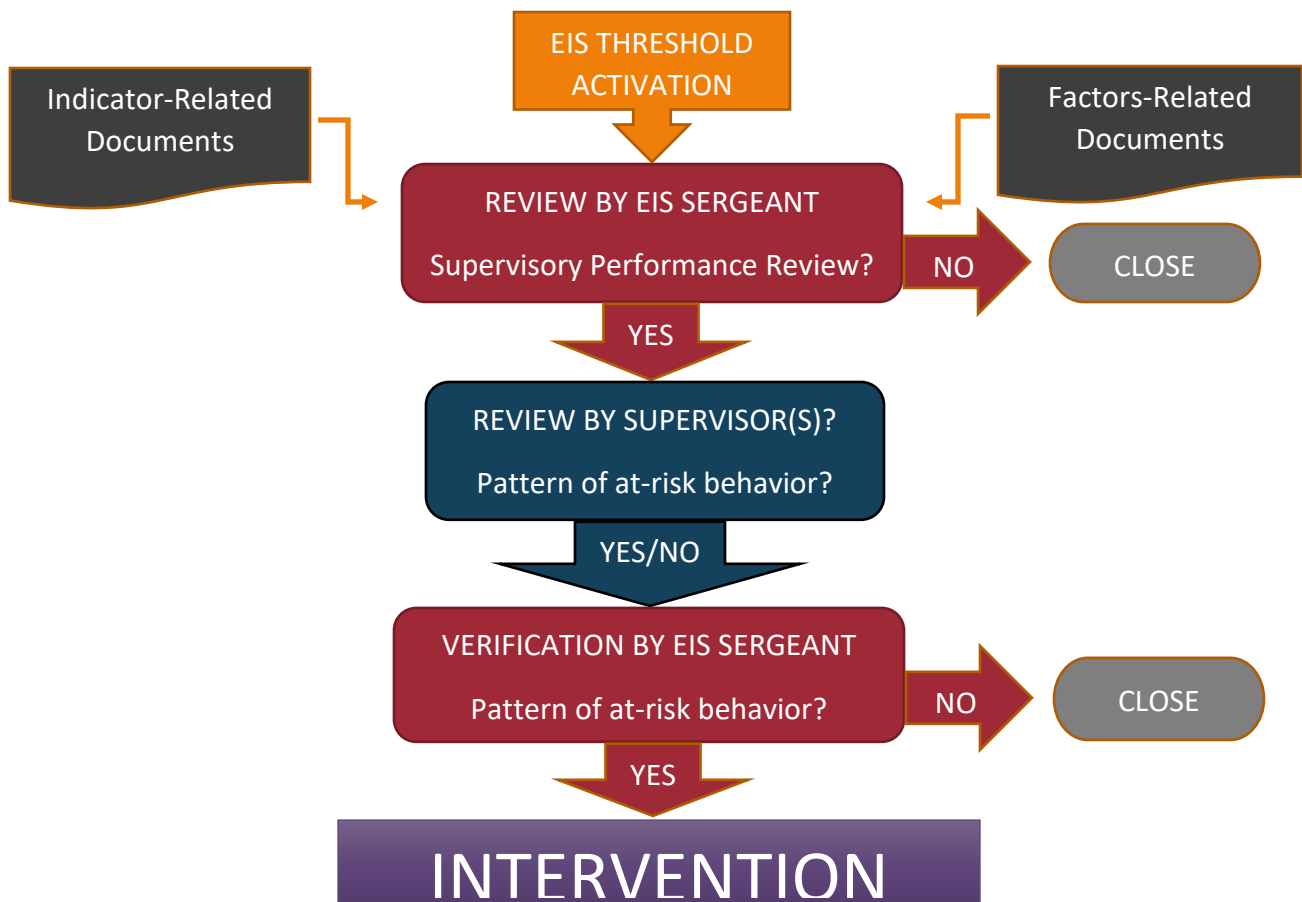 EIS THRESHOLD
ACTIVATION
Indicator-Related
Documents
Factors-Related
Documents
REVIEW BY EIS SERGEANT
Supervisory Performance Review?
NO
CLOSE
YES
REVIEW BY SUPERVISOR(S)?
Pattern of at-risk behavior?
YES/NO
VERIFICATION BY EIS SERGEANT
Pattern of at-risk behavior?
NO
CLOSE
YES
INTERVENTION